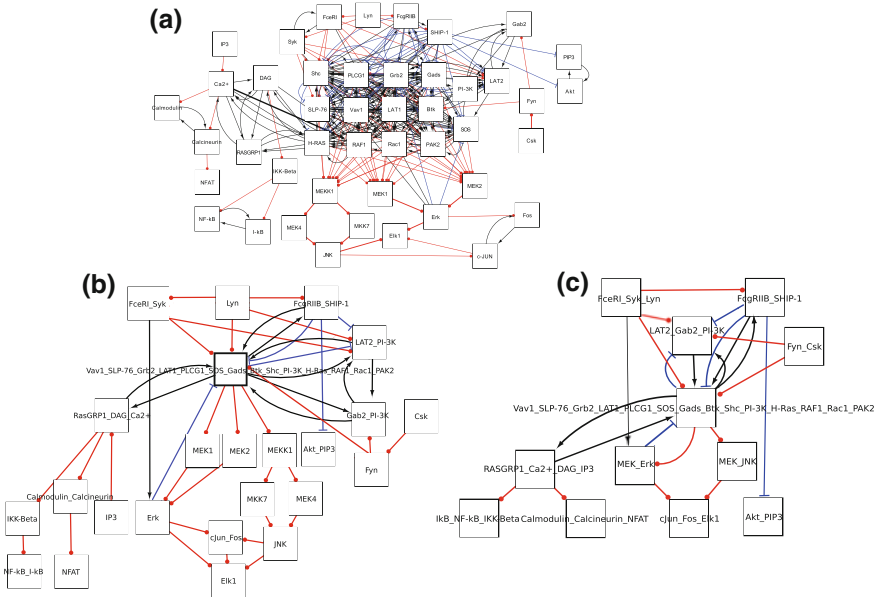 (a)
FceRI
Lyn
FcgRIIB
Gab2
SHIP-1
Syk
IP3
PIP3
Shc
PLCG1
Grb2
Gads
LAT2
DAG
Ca2+
PI-3K
Akt
Fyn
Calmodulin
SLP-76
Vav1
LAT1
Btk
SOS
Calcineurin
RASGRP1
H-RAS
RAF1
Rac1
PAK2
Csk
NFAT
IKK-Beta
MEKK1
MEK1
MEK2
NF-kB
I-kB
MEK4
MKK7
Elk1
Erk
Fos
JNK
c-JUN
(b)
FceRI_Syk
Lyn
FcgRIIB_SHIP-1
LAT2_PI-3K
Vav1_SLP-76_Grb2_LAT1_PLCG1_SOS_Gads_Btk_Shc_PI-3K_H-Ras_RAF1_Rac1_PAK2
RasGRP1_DAG_Ca2+
Gab2_PI-3K
Csk
MEK1
MEK2
MEKK1
Akt_PIP3
Fyn
Calmodulin_Calcineurin
MKK7
MEK4
IKK-Beta
IP3
Erk
cJun_Fos
JNK
NF-kB_I-kB
NFAT
Elk1
(c)
FceRI_Syk_Lyn
FcgRIIB_SHIP-1
LAT2_Gab2_PI-3K
Fyn_Csk
Vav1_SLP-76_Grb2_LAT1_PLCG1_SOS_Gads_Btk_Shc_PI-3K_H-Ras_RAF1_Rac1_PAK2
RASGRP1_Ca2+_DAG_IP3
MEK_Erk
MEK_JNK
IkB_NF-kB_IKK-Beta
Calmodulin_Calcineurin_NFAT
cJun_Fos_Elk1
Akt_PIP3